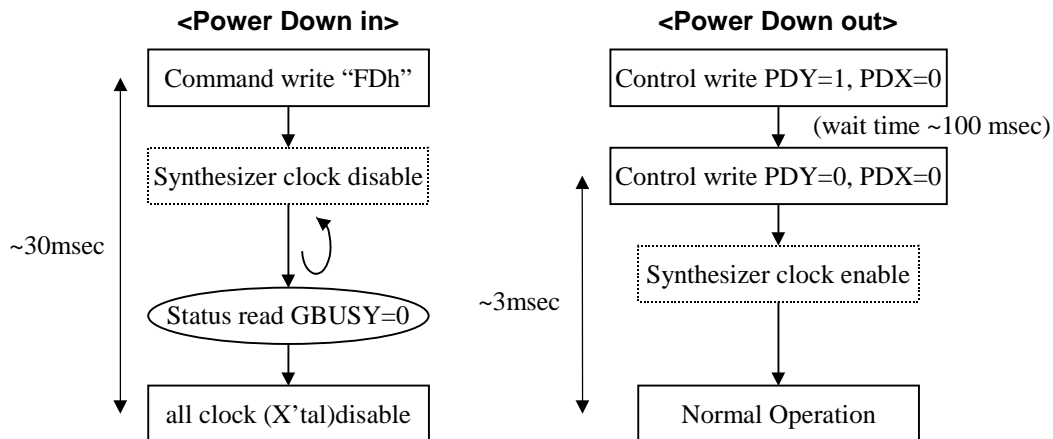 <Power Down in>
Command write “FDh”
Synthesizer clock disable
~30msec
Status read GBUSY=0
all clock (X’tal)disable
<Power Down out>
Control write PDY=1, PDX=0
(wait time ~100 msec)
Control write PDY=0, PDX=0
Synthesizer clock enable
~3msec
Normal Operation